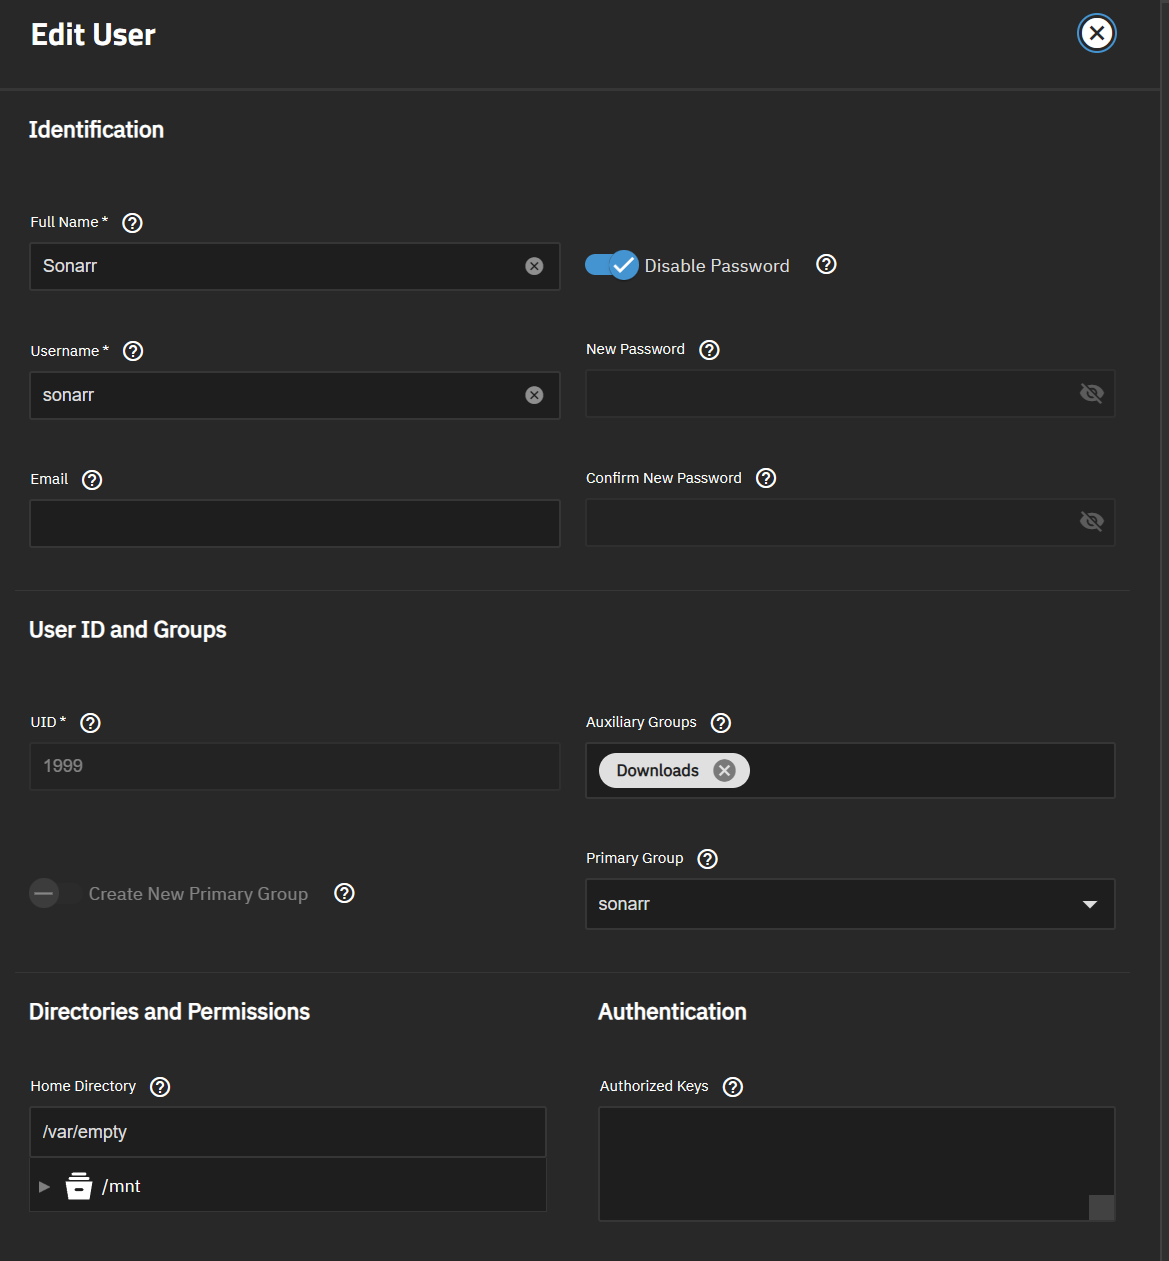 Edit User
Identification
Full Name *
Sonarr
Disable Password
Username *
sonarr
New Password
Email
Confirm New Password
User ID and Groups
UID *
1999
Auxiliary Groups
Downloads
Create New Primary Group
Primary Group
sonarr
Directories and Permissions
Home Directory
/var/empty
/mnt
Authentication
Authorized Keys